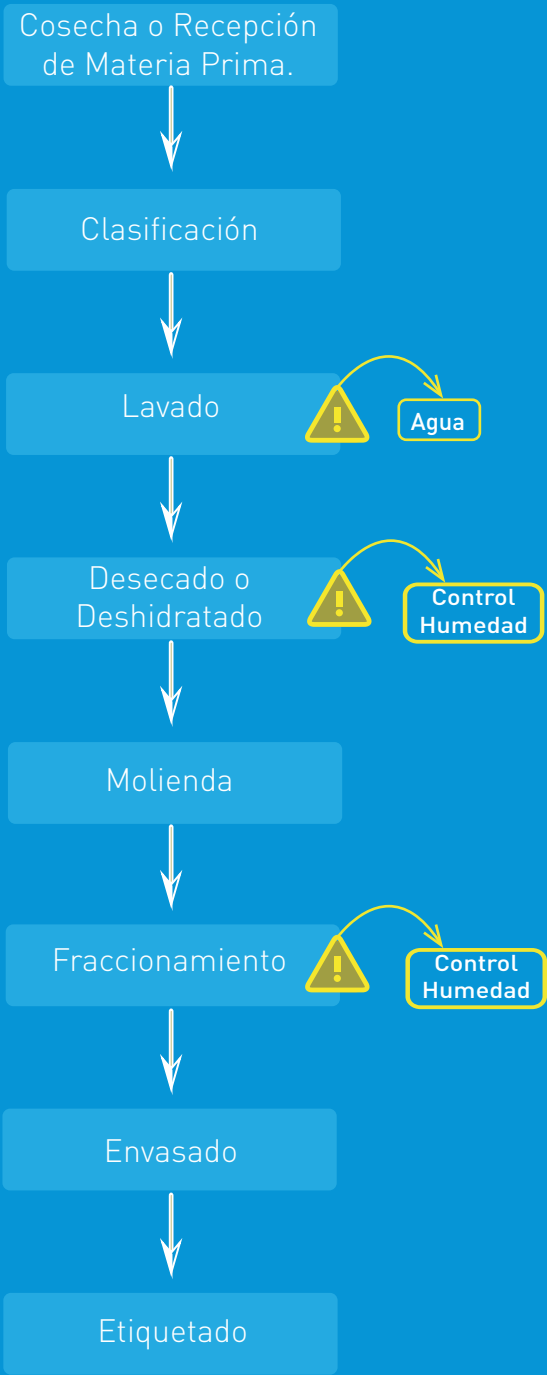 Cosecha o Recepción
de Materia Prima.
Clasificación
Lavado
Agua
Desecado o
Deshidratado
Control
Humedad
Molienda
Fraccionamiento
Control
Humedad
Envasado
Etiquetado